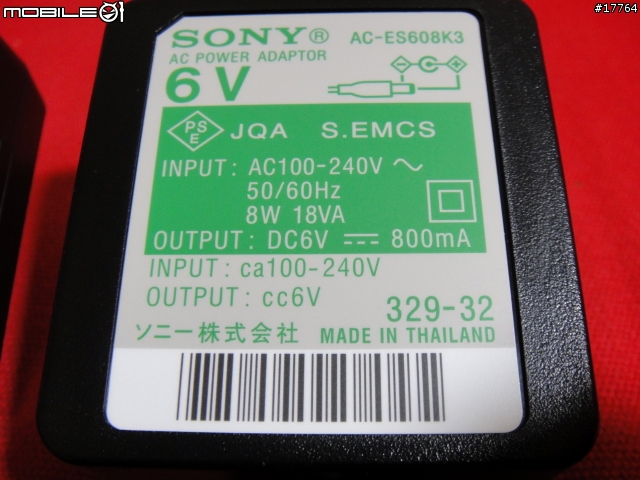 MOBILE01
#17764
SONY® AC-ES608K3
AC POWER ADAPTOR
6V
PSE JQA S.EMCS
INPUT: AC100-240V ～
50/60Hz
8W 18VA
OUTPUT: DC6V ⎓ 800mA
INPUT: ca100-240V
OUTPUT: cc6V
329-32
ソニー株式会社 MADE IN THAILAND